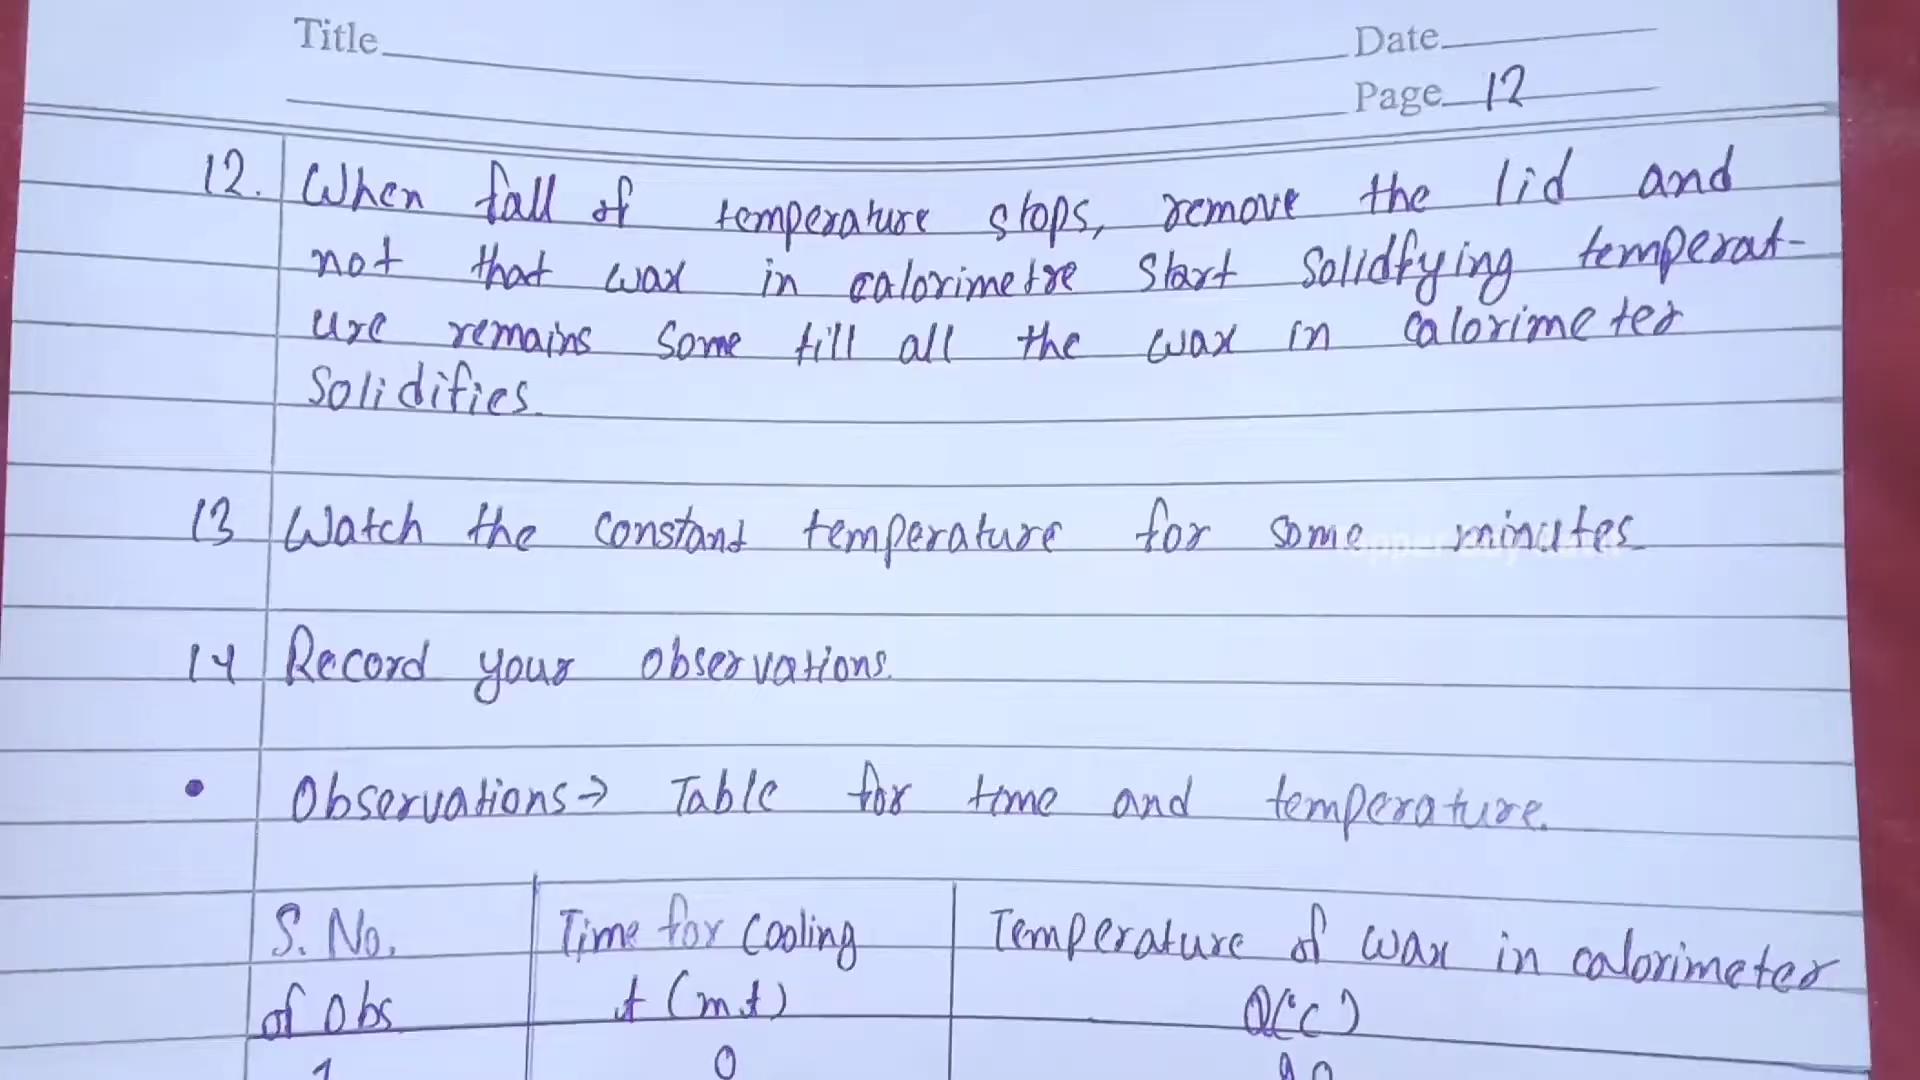 Title
Date
Page 12
12. When fall of temperature stops, remove the lid and
not that wax in calorimetre start solidfying temperat-
ure remains some till all the wax in calorimeter
Solidifies.
13 Watch the constant temperature for some minutes
14 Record your observations.
• Observations → Table for time and temperature.
S. No. Time for Cooling Temperature of wax in calorimeter
of Obs t (mt) Q(°C)
1 0